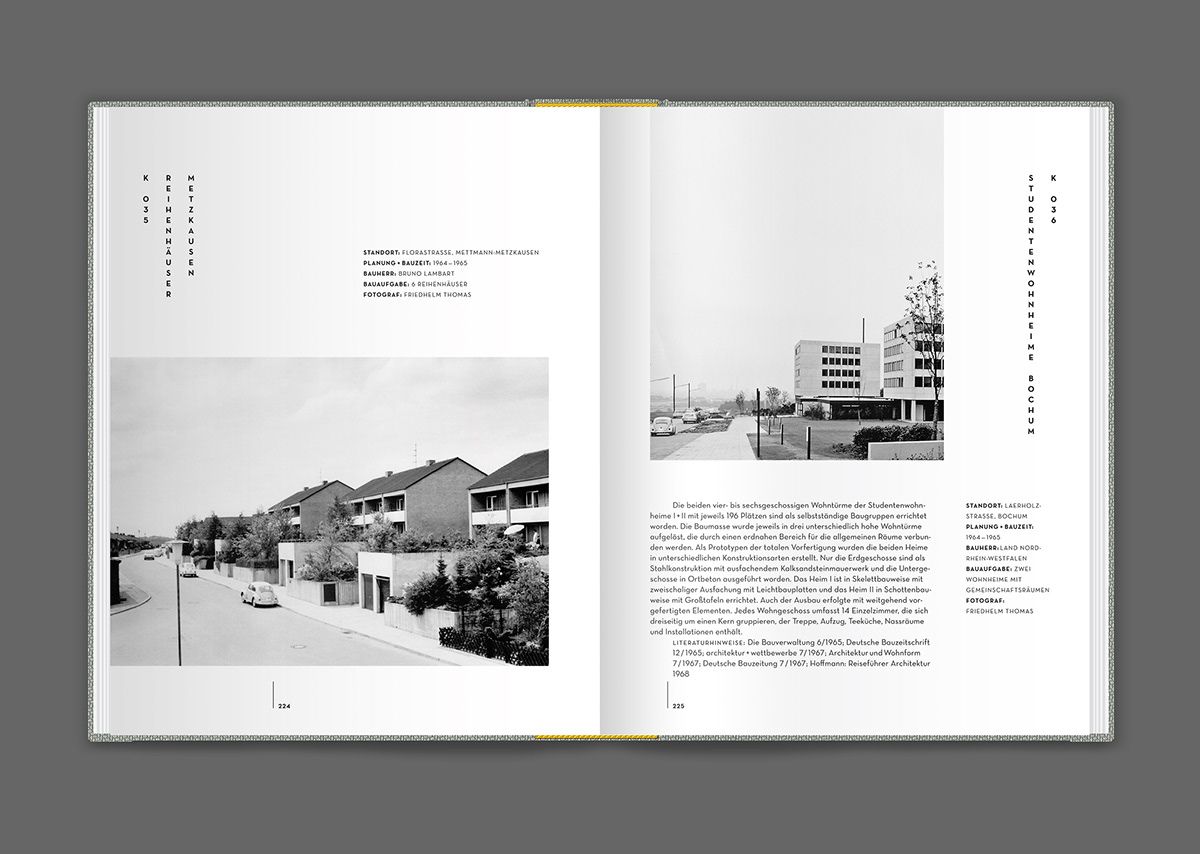 K 035
REIHENHÄUSER
METZKAUSEN
STANDORT: FLORASTRASSE, METTMANN-METZKAUSEN
PLANUNG + BAUZEIT: 1964–1965
BAUHERR: BRUNO LAMBART
BAUAUFGABE: 6 REIHENHÄUSER
FOTOGRAF: FRIEDHELM THOMAS
224
K 036
STUDENTENWOHNHEIME BOCHUM
Die beiden vier- bis sechsgeschossigen Wohntürme der Studentenwohn-
heime I + II mit jeweils 196 Plätzen sind als selbstständige Baugruppen errichtet
worden. Die Baumasse wurde jeweils in drei unterschiedlich hohe Wohntürme
aufgelöst, die durch einen erdnahen Bereich für die allgemeinen Räume verbun-
den werden. Als Prototypen der totalen Vorfertigung wurden die beiden Heime
in unterschiedlichen Konstruktionsarten erstellt. Nur die Erdgeschosse sind als
Stahlkonstruktion mit ausfachendem Kalksandsteinmauerwerk und die Unterge-
schosse in Ortbeton ausgeführt worden. Das Heim I ist in Skelettbauweise mit
zweischaliger Ausfachung mit Leichtbauplatten und das Heim II in Schottenbau-
weise mit Großtafeln errichtet. Auch der Ausbau erfolgte mit weitgehend vor-
gefertigten Elementen. Jedes Wohngeschoss umfasst 14 Einzelzimmer, die sich
dreiseitig um einen Kern gruppieren, der Treppe, Aufzug, Teeküche, Nassräume
und Installationen enthält.
LITERATURHINWEISE: Die Bauverwaltung 6/1965; Deutsche Bauzeitschrift
12/1965; architektur + wettbewerbe 7/1967; Architektur und Wohnform
7/1967; Deutsche Bauzeitung 7/1967; Hoffmann: Reiseführer Architektur
1968
STANDORT: LAERHOLZ-
STRASSE, BOCHUM
PLANUNG + BAUZEIT:
1964–1965
BAUHERR: LAND NORD-
RHEIN-WESTFALEN
BAUAUFGABE: ZWEI
WOHNHEIME MIT
GEMEINSCHAFTSRÄUMEN
FOTOGRAF:
FRIEDHELM THOMAS
225